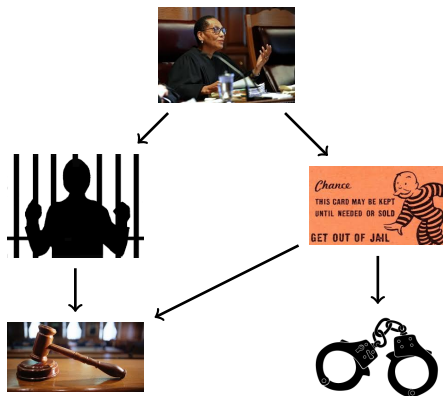 Chance
THIS CARD MAY BE KEPT
UNTIL NEEDED OR SOLD
GET OUT OF JAIL